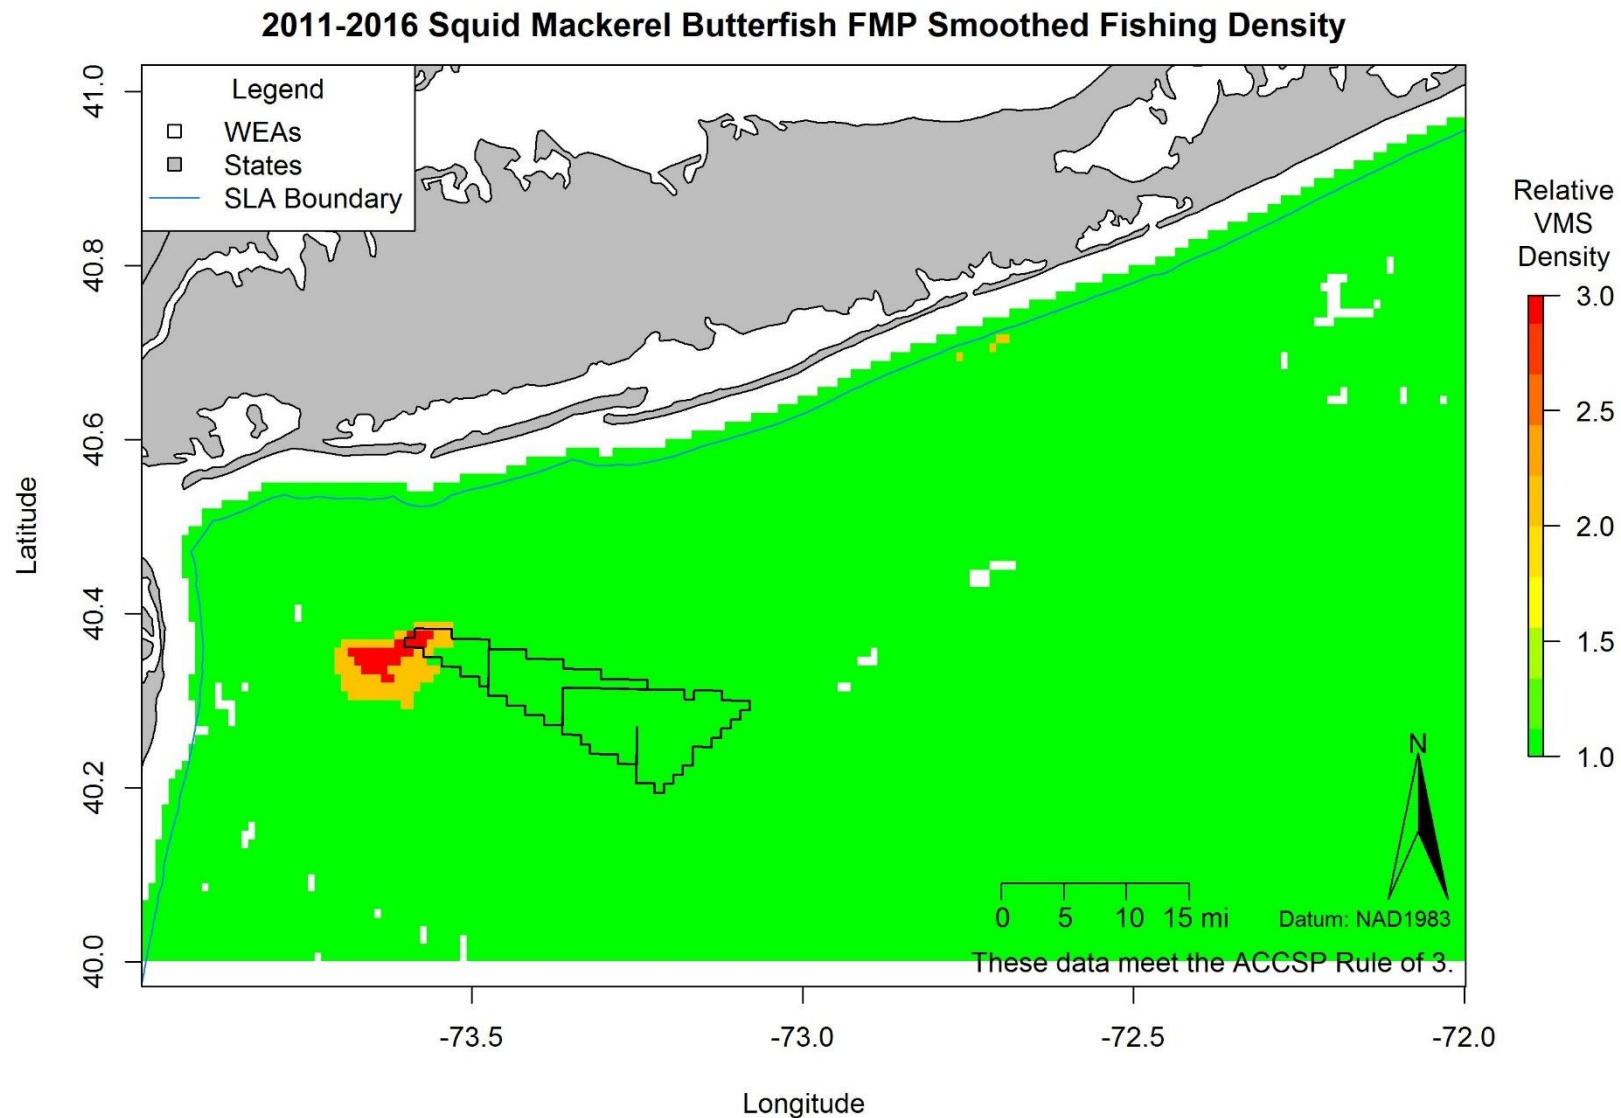 2011-2016 Squid Mackerel Butterfish FMP Smoothed Fishing Density
Legend
WEAs
States
SLA Boundary
Latitude
41.0
40.8
40.6
40.4
40.2
40.0
Relative
VMS
Density
3.0
2.5
2.0
1.5
1.0
N
0 5 10 15 mi
Datum: NAD1983
These data meet the ACCSP Rule of 3.
-73.5 -73.0 -72.5 -72.0
Longitude